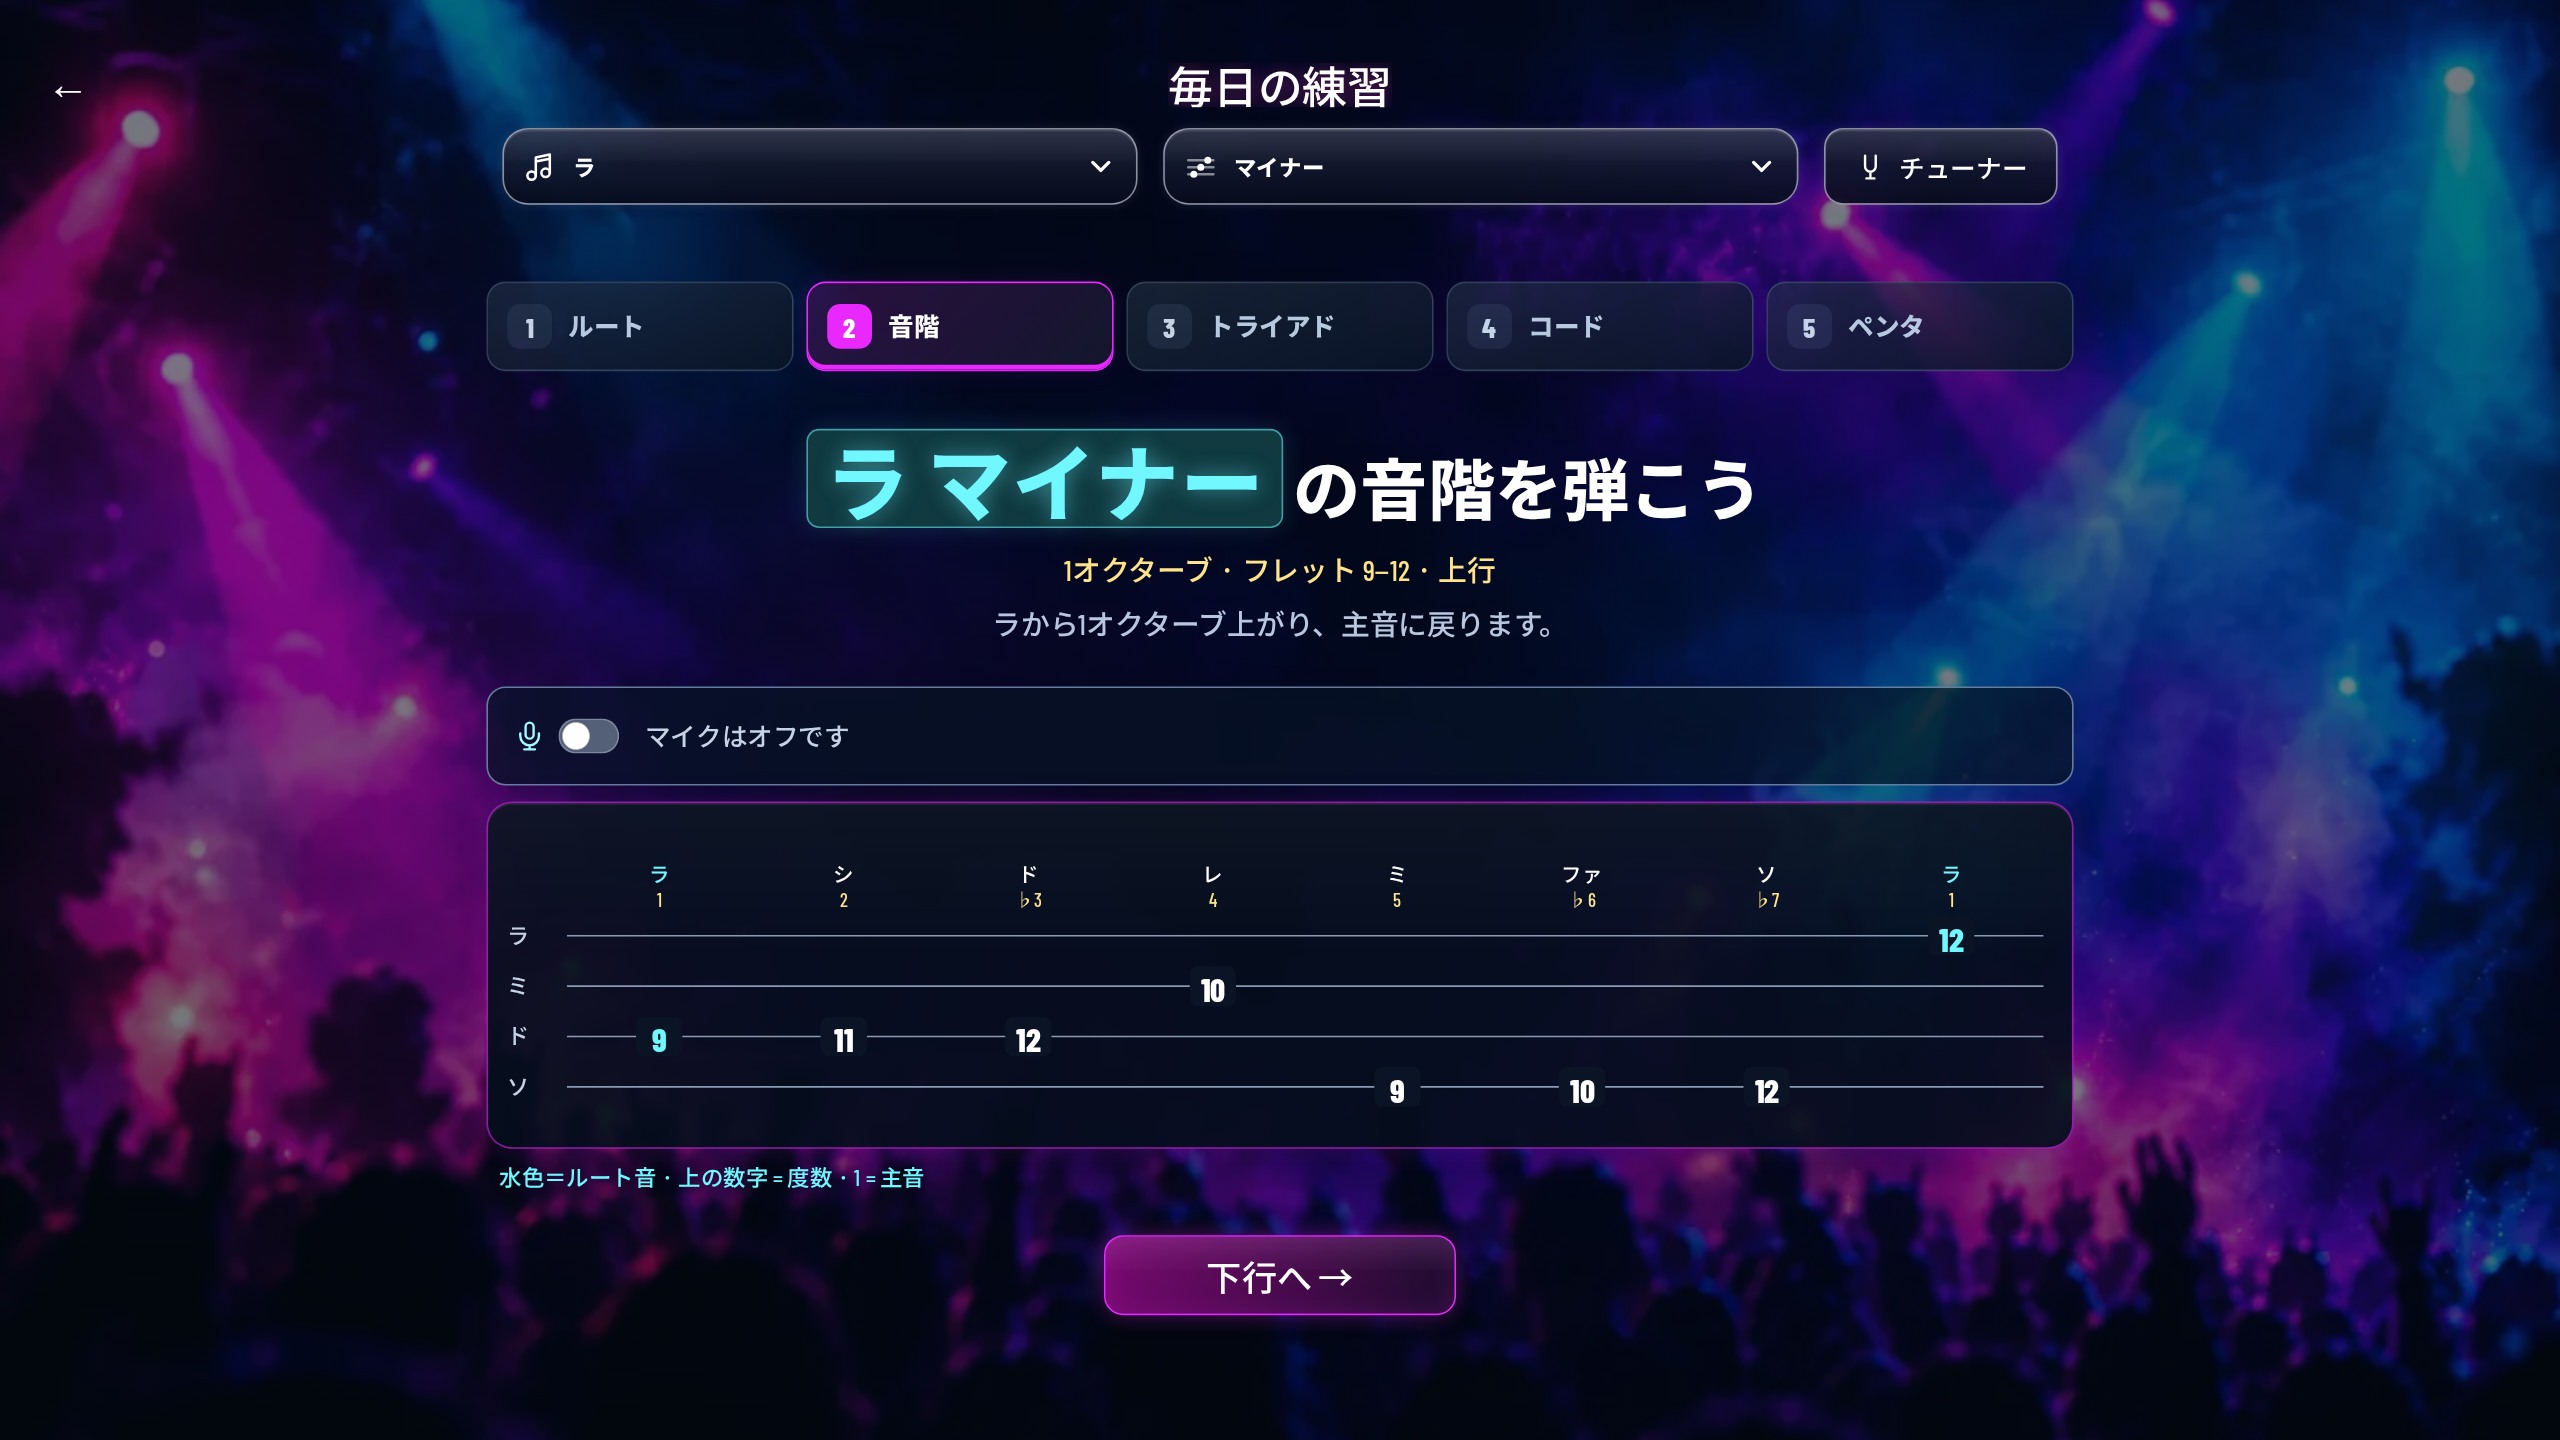 ←
毎日の練習
ラ
マイナー
チューナー
1 ルート
2 音階
3 トライアド
4 コード
5 ペンタ
ラ マイナー の音階を弾こう
1オクターブ · フレット 9–12 · 上行
ラから1オクターブ上がり、主音に戻ります。
マイクはオフです
ラ シ ド レ ミ ファ ソ ラ
1 2 ♭3 4 5 ♭6 ♭7 1
ラ 12
ミ 10
ド 9 11 12
ソ 9 10 12
水色＝ルート音 · 上の数字 = 度数 · 1 = 主音
下行へ →